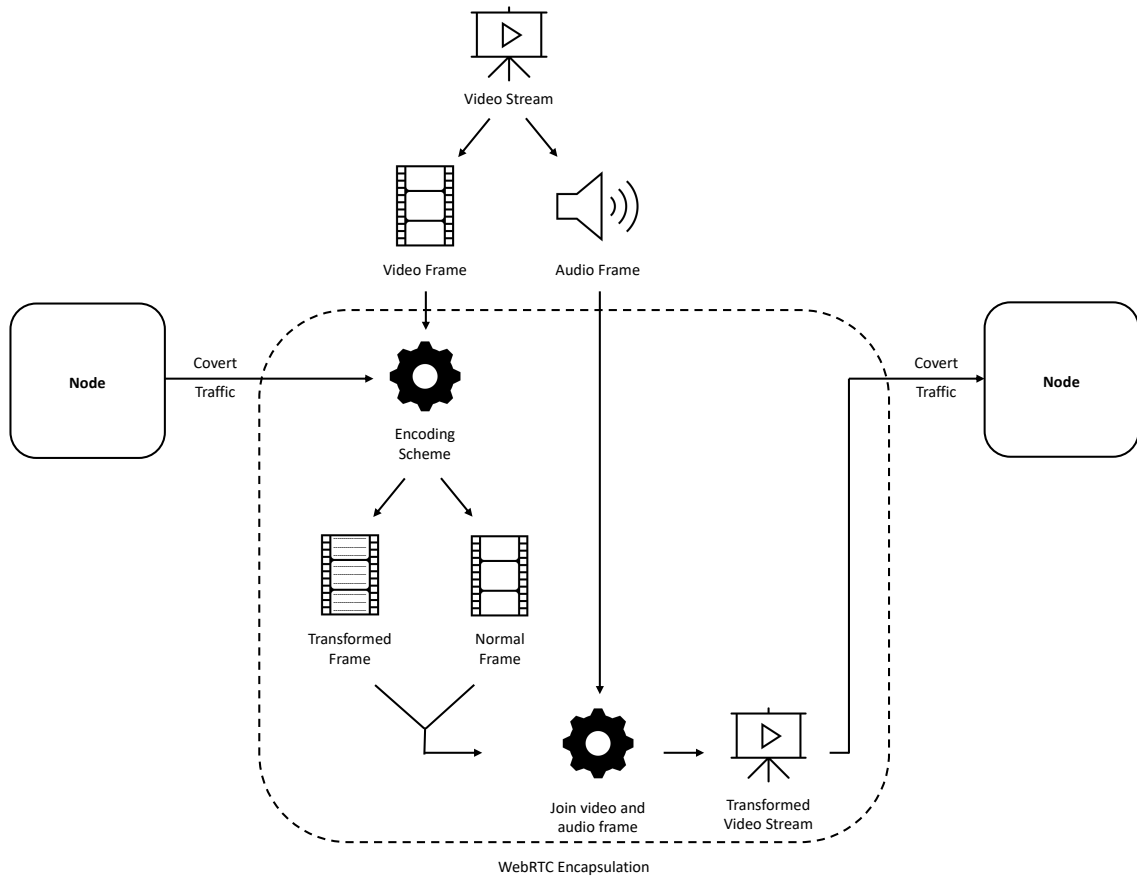 Video Stream
Video Frame
Audio Frame
Node
Covert
Traffic
Covert
Traffic
Node
Encoding
Scheme
Transformed
Frame
Normal
Frame
Join video and
audio frame
Transformed
Video Stream
WebRTC Encapsulation